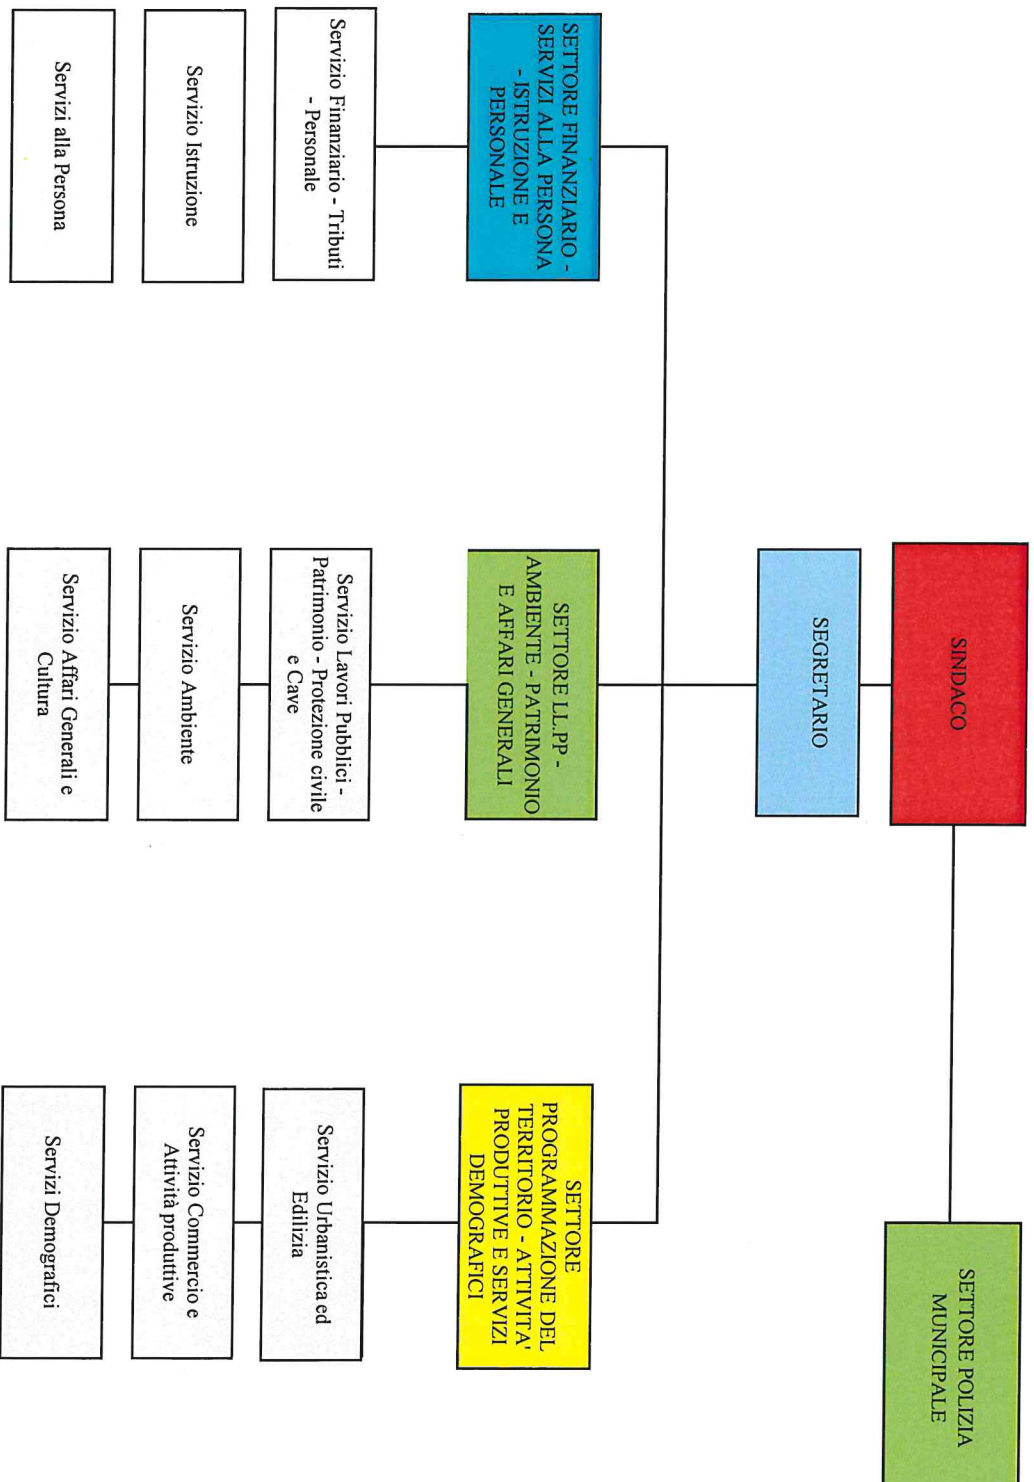 SINDACO
SETTORE POLIZIA
MUNICIPALE
SEGRETARIO
SETTORE FINANZIARIO -
SERVIZI ALLA PERSONA
- ISTRUZIONE E
PERSONALE
SETTORE LL.PP -
AMBIENTE - PATRIMONIO
E AFFARI GENERALI
SETTORE
PROGRAMMAZIONE DEL
TERRITORIO - ATTIVITA'
PRODUTTIVE E SERVIZI
DEMOGRAFICI
Servizio Finanziario - Tributi
- Personale
Servizio Lavori Pubblici -
Patrimonio - Protezione civile
e Cave
Servizio Urbanistica ed
Edilizia
Servizio Istruzione
Servizio Ambiente
Servizio Commercio e
Attività produttive
Servizi alla Persona
Servizio Affari Generali e
Cultura
Servizi Demografici